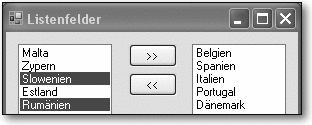 Listenfelder
Malta
Zypern
Slowenien
Estland
Rumänien
>>
<<
Belgien
Spanien
Italien
Portugal
Dänemark